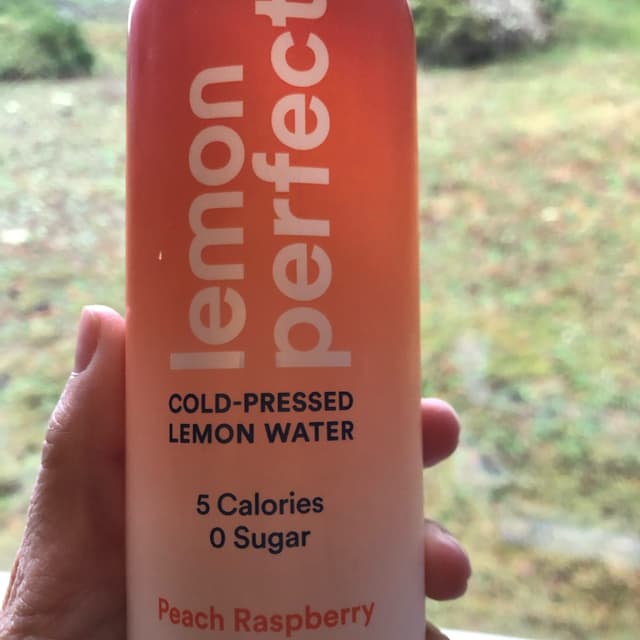 lemon
perfect
COLD-PRESSED
LEMON WATER
5 Calories
0 Sugar
Peach Raspberry